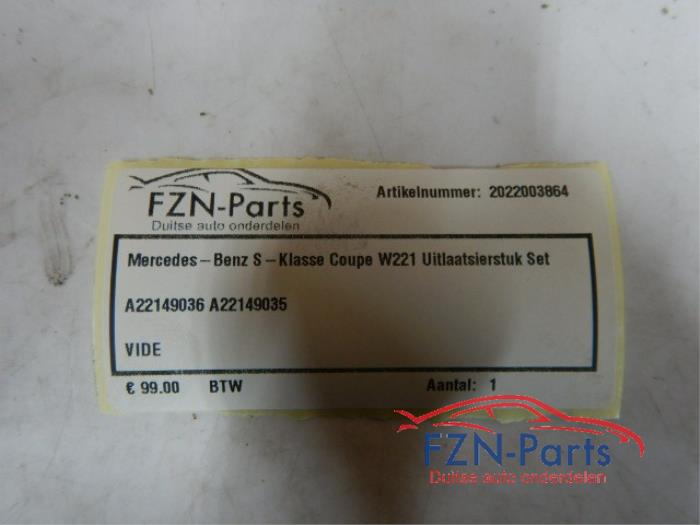 FZN-Parts
Duitse auto onderdelen
Artikelnummer: 2022003864
Mercedes-Benz S-Klasse Coupe W221 Uitlaatsierstuk Set
A22149036 A22149035
VIDE
€ 99.00 BTW Aantal: 1
FZN-Parts
Duitse auto onderdelen